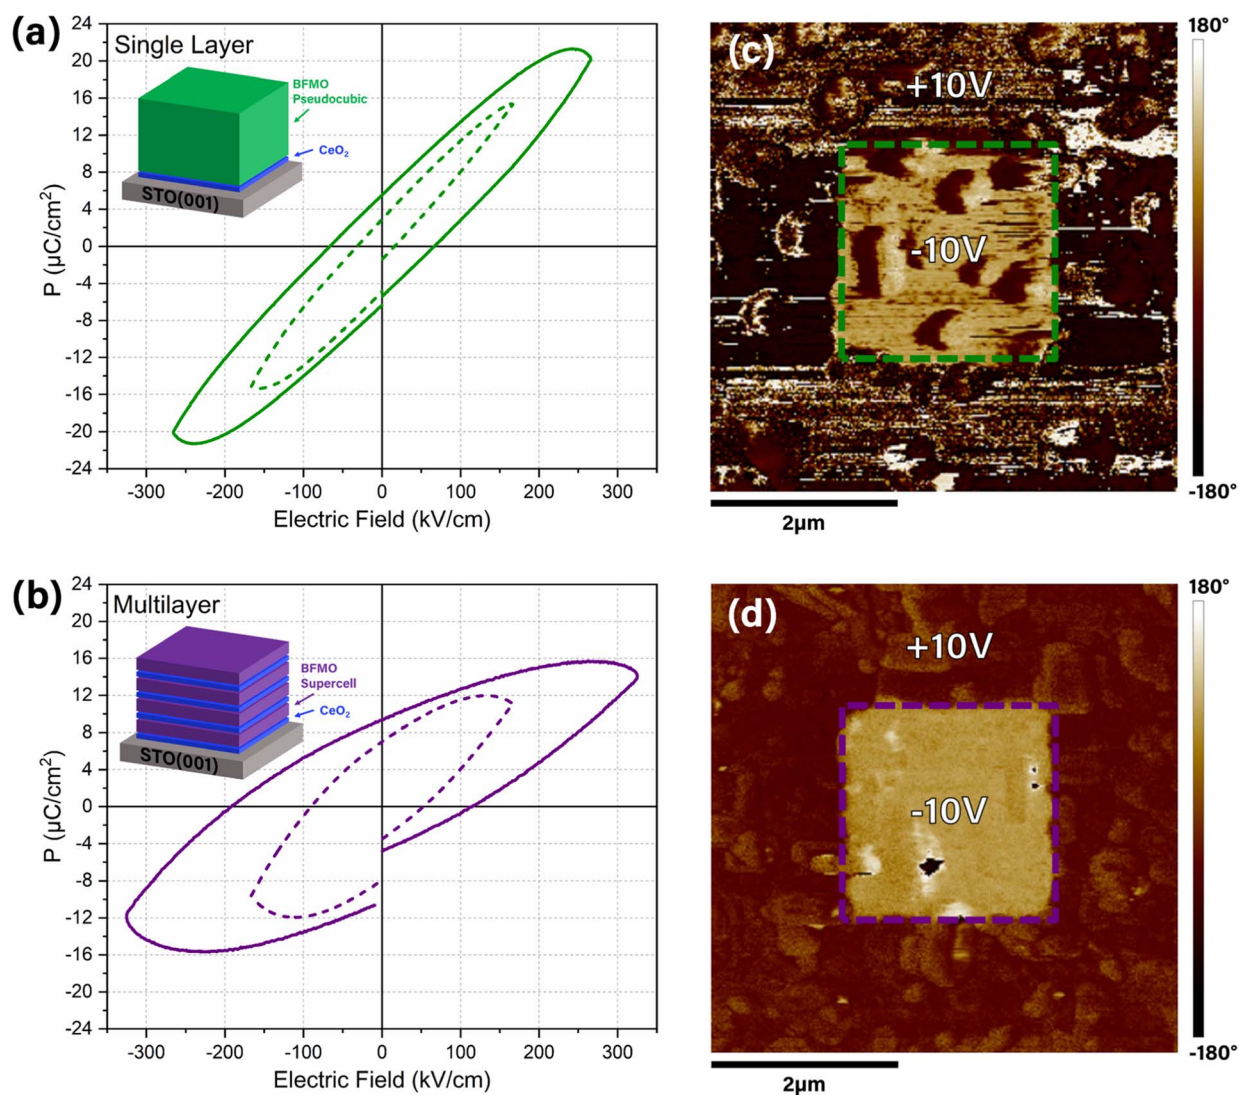 (a)
Single Layer
BFMO
Pseudocubic
CeO₂
STO(001)
P (μC/cm²)
24
20
16
12
8
4
0
-4
-8
-12
-16
-20
-24
-300 -200 -100 0 100 200 300
Electric Field (kV/cm)
(c)
+10V
-10V
2μm
180°
-180°
(b)
Multilayer
BFMO
Supercell
CeO₂
STO(001)
P (μC/cm²)
24
20
16
12
8
4
0
-4
-8
-12
-16
-20
-24
-300 -200 -100 0 100 200 300
Electric Field (kV/cm)
(d)
+10V
-10V
2μm
180°
-180°